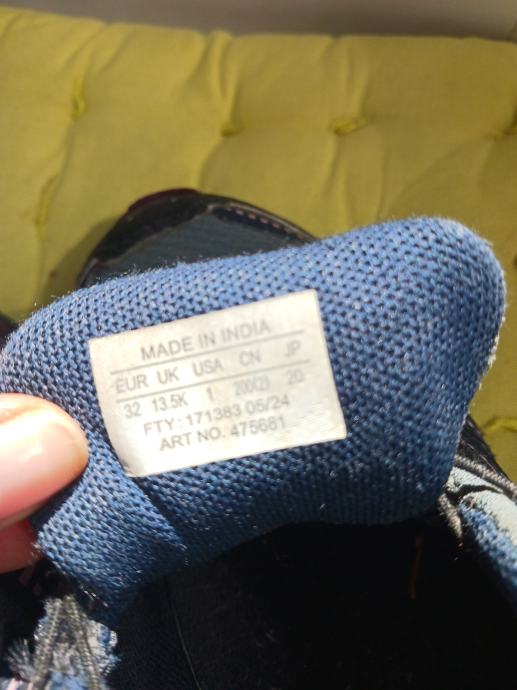 MADE IN INDIA
EUR UK USA CN JP
32 13.5K 1 200(21) 20
FTY: 171383 05/24
ART NO. 475681